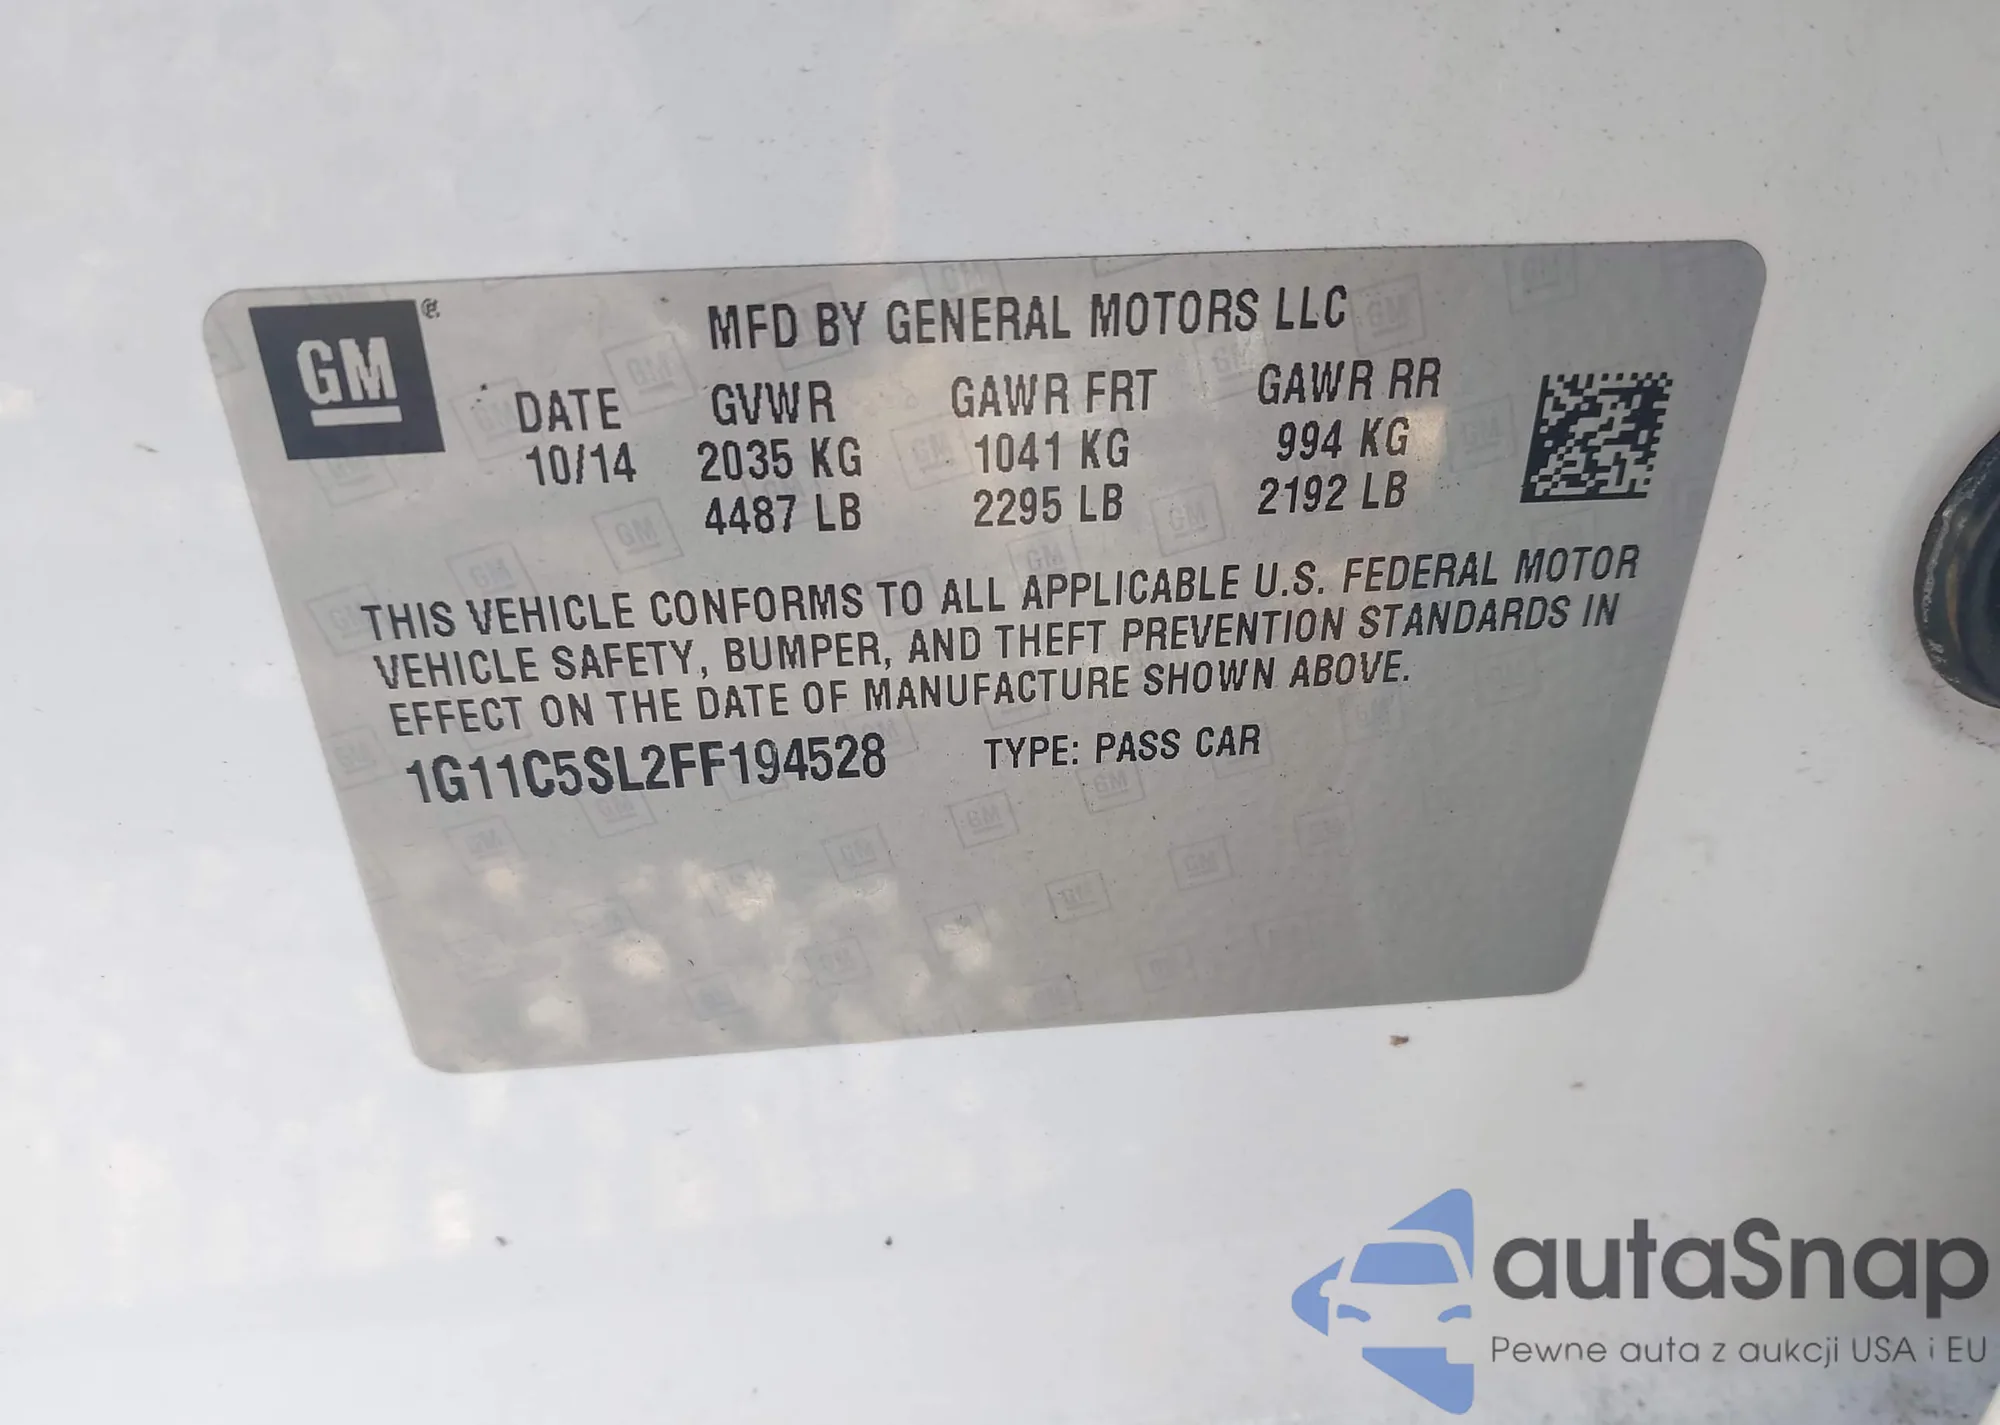 GM ®
MFD BY GENERAL MOTORS LLC
DATE GVWR GAWR FRT GAWR RR
10/14 2035 KG 1041 KG 994 KG
4487 LB 2295 LB 2192 LB
THIS VEHICLE CONFORMS TO ALL APPLICABLE U.S. FEDERAL MOTOR
VEHICLE SAFETY, BUMPER, AND THEFT PREVENTION STANDARDS IN
EFFECT ON THE DATE OF MANUFACTURE SHOWN ABOVE.
1G11C5SL2FF194528 TYPE: PASS CAR
autaSnap
Pewne auta z aukcji USA i EU